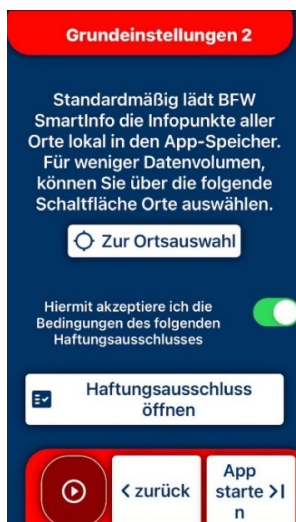 Grundeinstellungen 2
Standardmäßig lädt BFW
SmartInfo die Infopunkte aller
Orte lokal in den App-Speicher.
Für weniger Datenvolumen,
können Sie über die folgende
Schaltfläche Orte auswählen.
Zur Ortsauswahl
Hiermit akzeptiere ich die
Bedingungen des folgenden
Haftungsausschlusses
Haftungsausschluss
öffnen
< zurück
App
starte >I
n